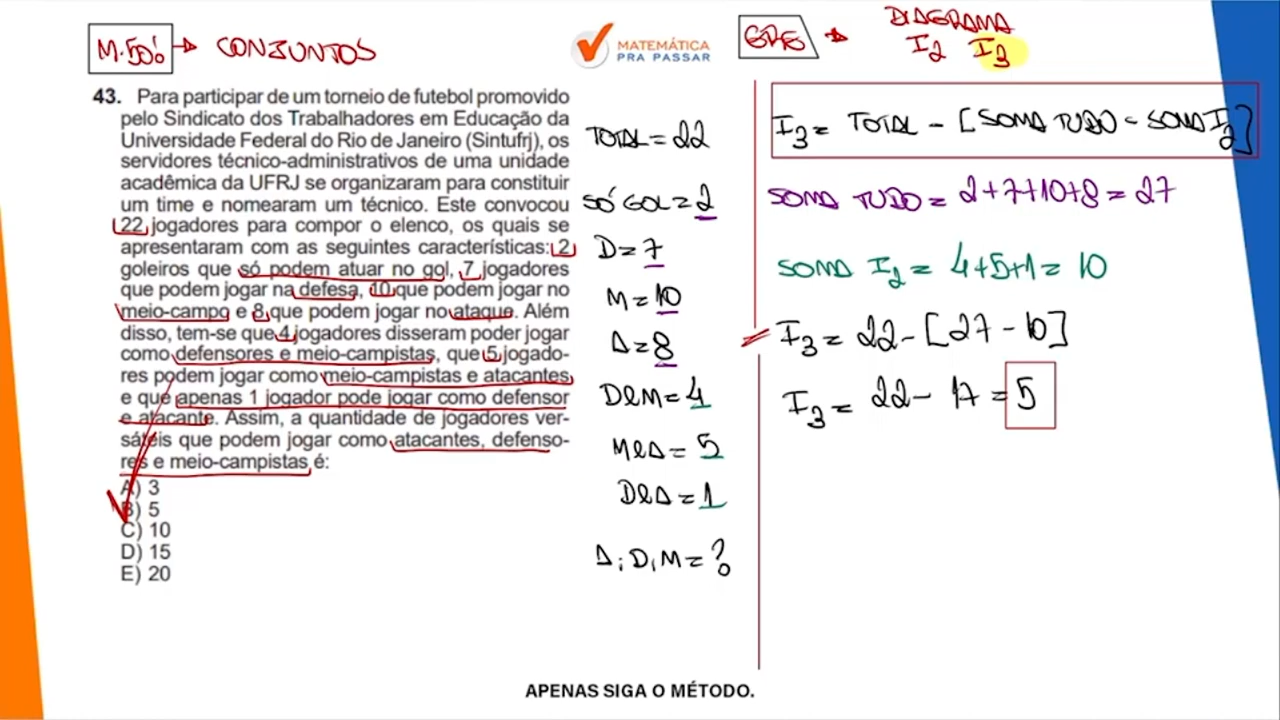 M.50! → CONJUNTOS
MATEMÁTICA
PRA PASSAR
→ DIAGRAMA
I2 I3
43. Para participar de um torneio de futebol promovido
pelo Sindicato dos Trabalhadores em Educação da
Universidade Federal do Rio de Janeiro (Sintufrj), os
servidores técnico-administrativos de uma unidade
acadêmica da UFRJ se organizaram para constituir
um time e nomearam um técnico. Este convocou
22 jogadores para compor o elenco, os quais se
apresentaram com as seguintes características: 2
goleiros que só podem atuar no gol, 7 jogadores
que podem jogar na defesa, 10 que podem jogar no
meio-campo e 8 que podem jogar no ataque. Além
disso, tem-se que 4 jogadores disseram poder jogar
como defensores e meio-campistas, que 5 jogado-
res podem jogar como meio-campistas e atacantes
e que apenas 1 jogador pode jogar como defensor
e atacante. Assim, a quantidade de jogadores ver-
sáteis que podem jogar como atacantes, defenso-
res e meio-campistas é:
A) 3
B) 5
C) 10
D) 15
E) 20
TOTAL = 22
SÓ GOL = 2
D = 7
M = 10
A = 8
DeM = 4
MeA = 5
DeA = 1
A, D, M = ?
I3 = TOTAL - [SOMA TUDO - SOMA I2]
SOMA TUDO = 2+7+10+8 = 27
SOMA I2 = 4+5+1 = 10
I3 = 22 - [27 - 10]
I3 = 22 - 17 = 5
APENAS SIGA O MÉTODO.